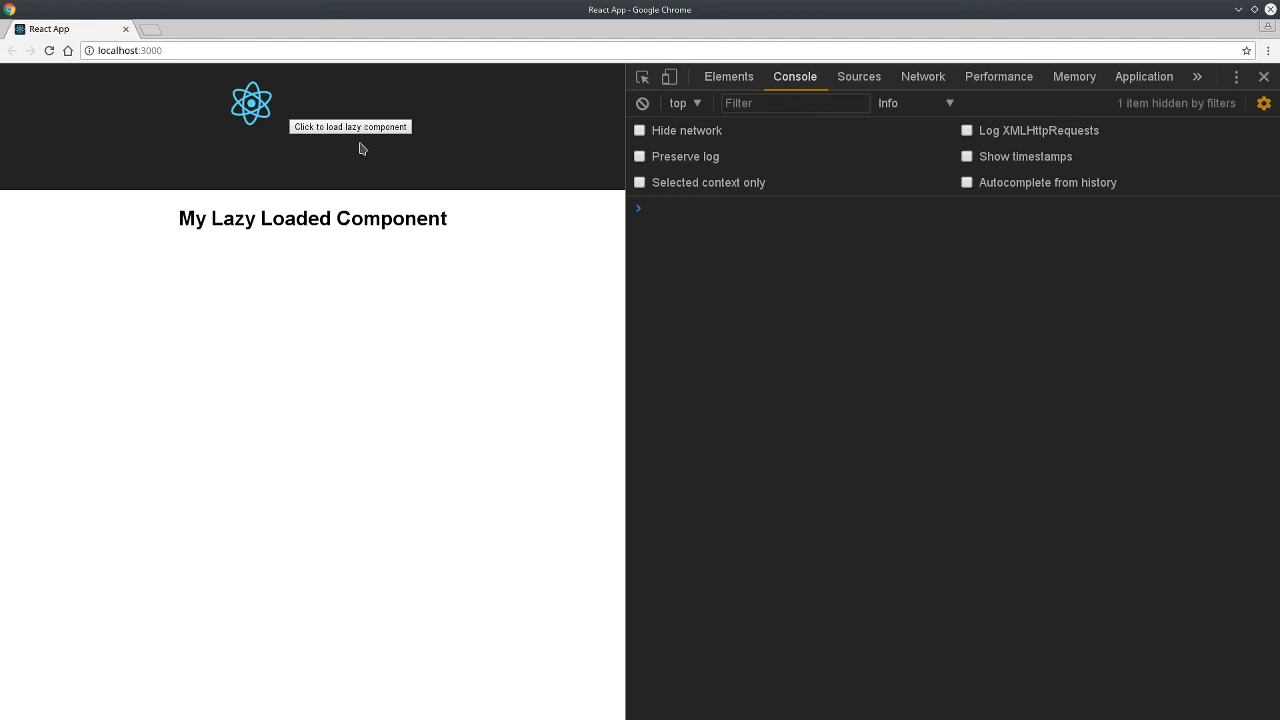 React App - Google Chrome
React App
localhost:3000
Elements Console Sources Network Performance Memory Application »
top Filter Info 1 item hidden by filters
Click to load lazy component
Hide network Log XMLHttpRequests
Preserve log Show timestamps
Selected context only Autocomplete from history
My Lazy Loaded Component